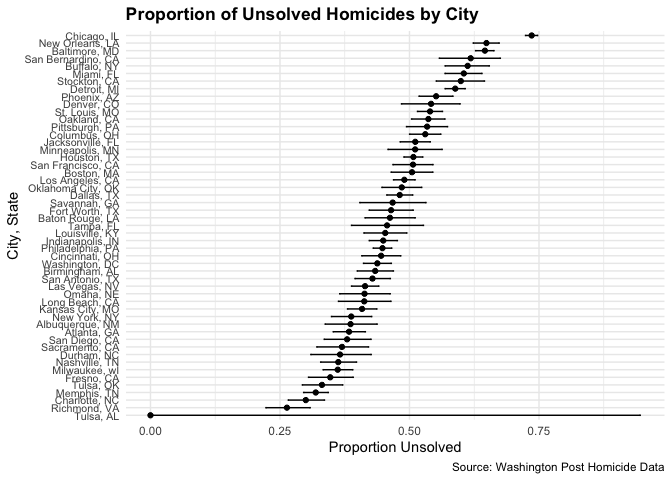 Proportion of Unsolved Homicides by City
Chicago, IL
New Orleans, LA
Baltimore, MD
San Bernardino, CA
Buffalo, NY
Miami, FL
Stockton, CA
Detroit, MI
Phoenix, AZ
Denver, CO
St. Louis, MO
Oakland, CA
Pittsburgh, PA
Columbus, OH
Jacksonville, FL
Minneapolis, MN
Houston, TX
San Francisco, CA
Boston, MA
Los Angeles, CA
Oklahoma City, OK
Dallas, TX
Savannah, GA
Fort Worth, TX
Baton Rouge, LA
Tampa, FL
Louisville, KY
Indianapolis, IN
Philadelphia, PA
Cincinnati, OH
Washington, DC
Birmingham, AL
San Antonio, TX
Las Vegas, NV
Omaha, NE
Long Beach, CA
Kansas City, MO
New York, NY
Albuquerque, NM
Atlanta, GA
San Diego, CA
Sacramento, CA
Durham, NC
Nashville, TN
Milwaukee, wI
Fresno, CA
Tulsa, OK
Memphis, TN
Charlotte, NC
Richmond, VA
Tulsa, AL
City, State
0.00 0.25 0.50 0.75
Proportion Unsolved
Source: Washington Post Homicide Data